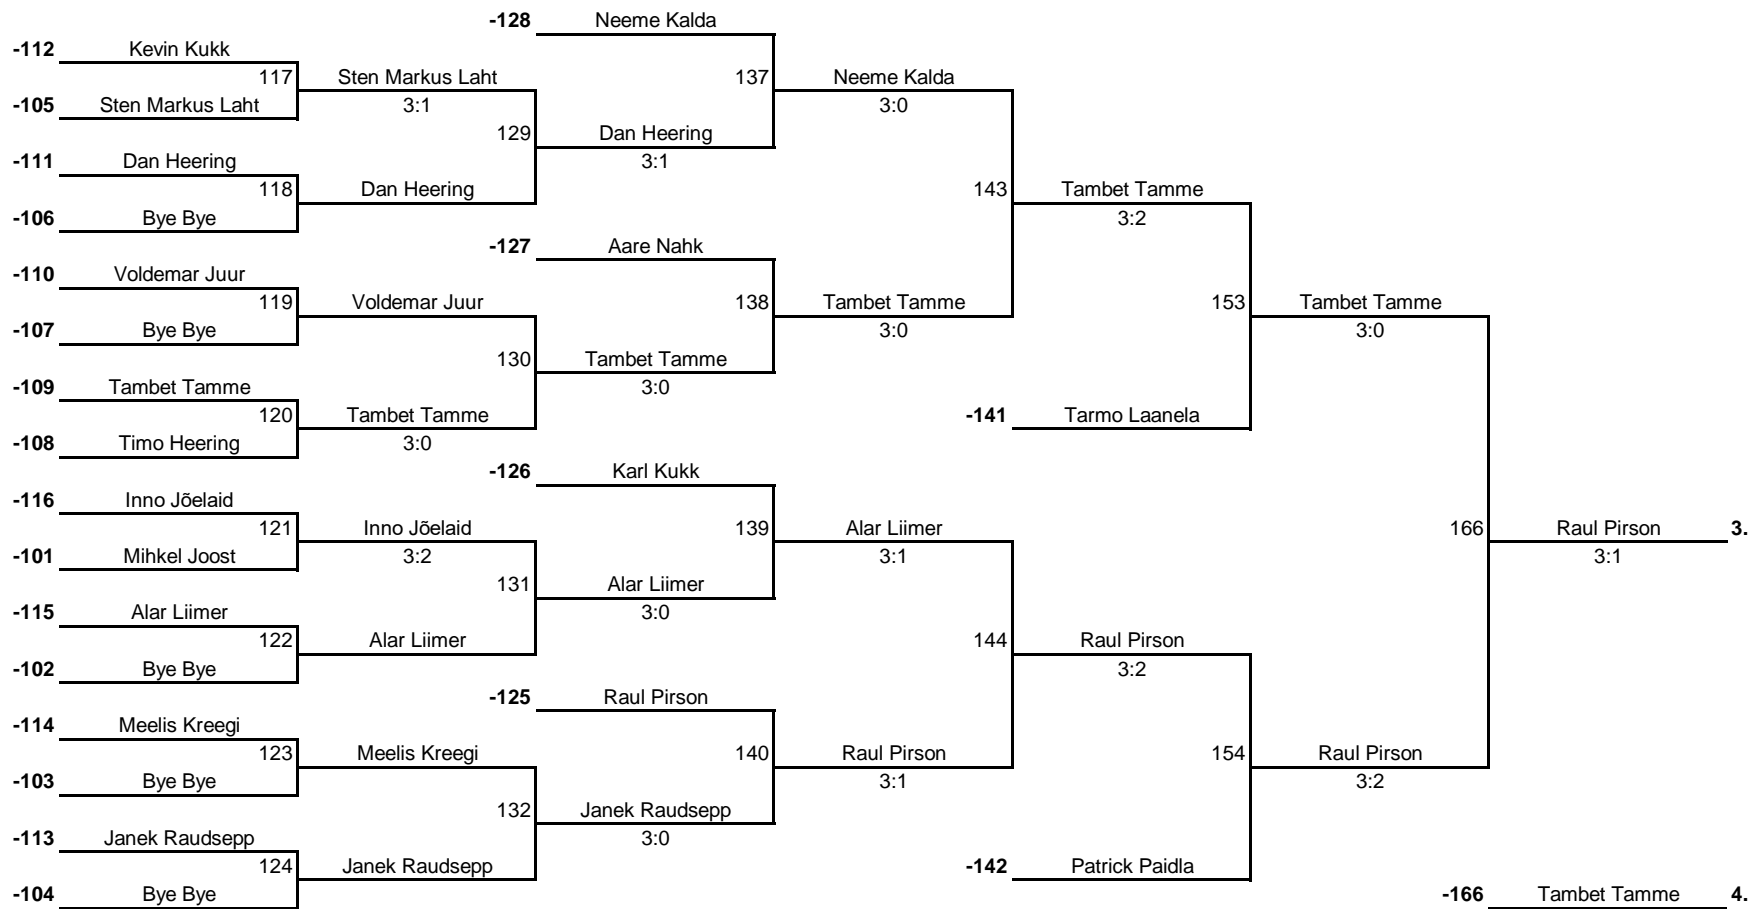 -128 Neeme Kalda
-112 Kevin Kukk
117 Sten Markus Laht 137 Neeme Kalda
-105 Sten Markus Laht 3:1 3:0
129 Dan Heering
-111 Dan Heering 3:1
118 Dan Heering 143 Tambet Tamme
-106 Bye Bye 3:2
-127 Aare Nahk
-110 Voldemar Juur
119 Voldemar Juur 138 Tambet Tamme 153 Tambet Tamme
-107 Bye Bye 3:0 3:0
130 Tambet Tamme
-109 Tambet Tamme 3:0
120 Tambet Tamme -141 Tarmo Laanela
-108 Timo Heering 3:0
-126 Karl Kukk
-116 Inno Jõelaid
121 Inno Jõelaid 139 Alar Liimer 166 Raul Pirson 3.
-101 Mihkel Joost 3:2 3:1 3:1
131 Alar Liimer
-115 Alar Liimer 3:0
122 Alar Liimer 144 Raul Pirson
-102 Bye Bye 3:2
-125 Raul Pirson
-114 Meelis Kreegi
123 Meelis Kreegi 140 Raul Pirson 154 Raul Pirson
-103 Bye Bye 3:1 3:2
132 Janek Raudsepp
-113 Janek Raudsepp 3:0
124 Janek Raudsepp -142 Patrick Paidla
-104 Bye Bye -166 Tambet Tamme 4.